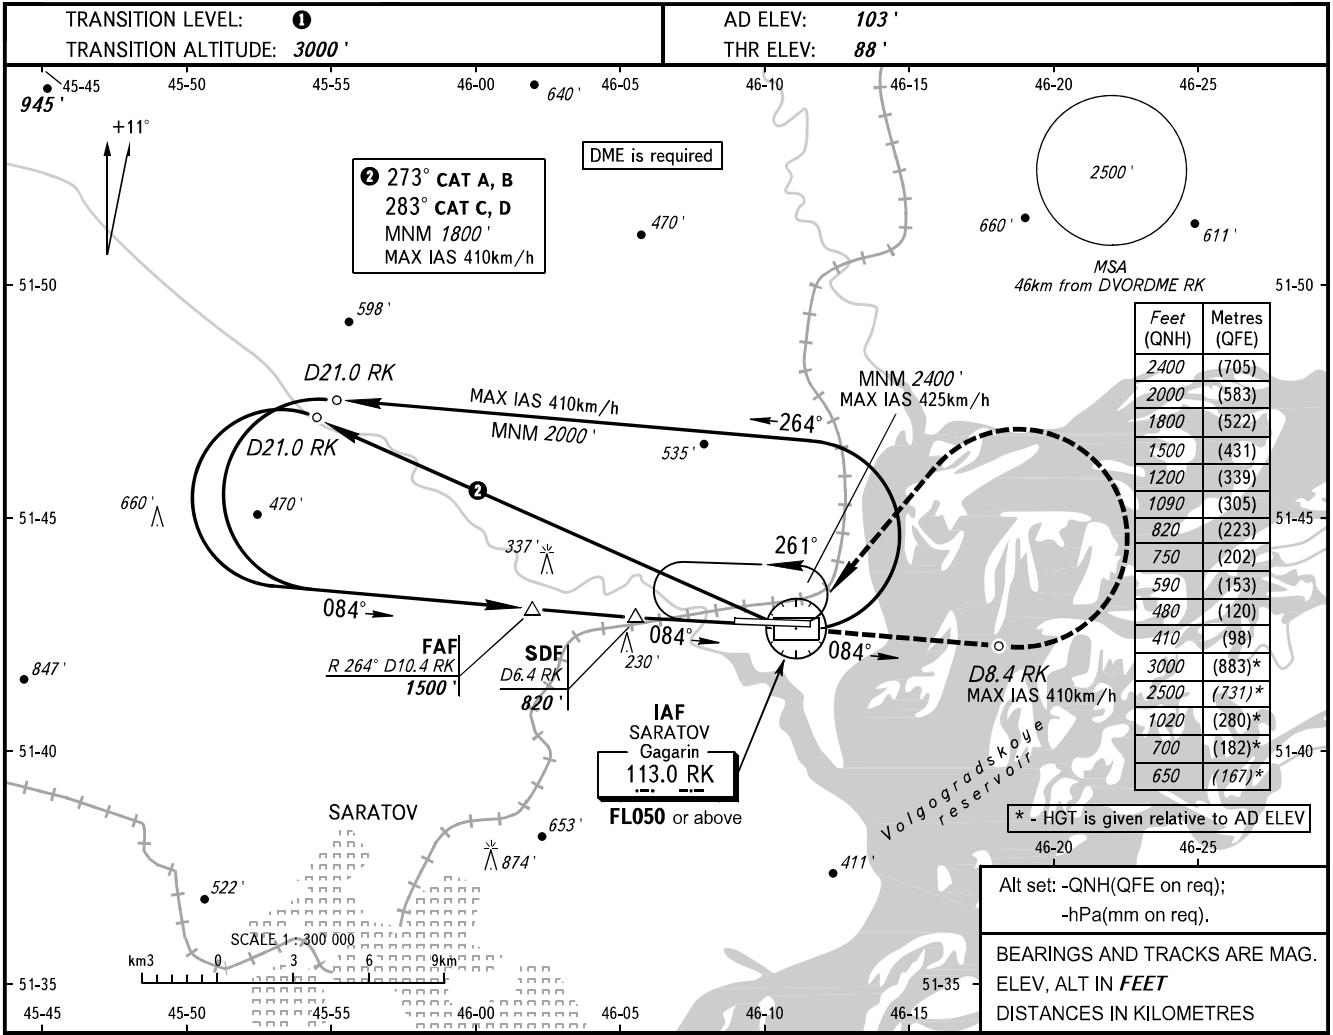 TRANSITION LEVEL: ❶
TRANSITION ALTITUDE: 3000 '
AD ELEV: 103 '
THR ELEV: 88 '
45-45 45-50 45-55 46-00 46-05 46-10 46-15 46-20 46-25
945 '
640 '
+11°
DME is required
❷ 273° CAT A, B
283° CAT C, D
MNM 1800 '
MAX IAS 410km/h
2500 '
470 '
660 '
611 '
MSA
46km from DVORDME RK
51-50
51-50
598 '
Feet (QNH) Metres (QFE)
2400 (705)
2000 (583)
1800 (522)
1500 (431)
1200 (339)
1090 (305)
820 (223)
750 (202)
590 (153)
480 (120)
410 (98)
3000 (883)*
2500 (731)*
1020 (280)*
700 (182)*
650 (167)*
D21.0 RK
MAX IAS 410km/h
MNM 2000 '
264°
MNM 2400 '
MAX IAS 425km/h
D21.0 RK
535 '
❷
660 '
470 '
51-45
51-45
337 '
261°
084°
084°
084°
FAF
R 264° D10.4 RK
1500 '
SDF
D6.4 RK
820 '
230 '
847 '
D8.4 RK
MAX IAS 410km/h
IAF
SARATOV
Gagarin
113.0 RK
FL050 or above
51-40
51-40
Volgogradskoye
reservoir
* - HGT is given relative to AD ELEV
SARATOV
653 '
874 '
411 '
522 '
46-20 46-25
SCALE 1 : 300 000
km3 0 3 6 9km
Alt set: -QNH(QFE on req);
-hPa(mm on req).
BEARINGS AND TRACKS ARE MAG.
ELEV, ALT IN FEET
DISTANCES IN KILOMETRES
51-35
51-35
45-45 45-50 45-55 46-00 46-05 46-10 46-15